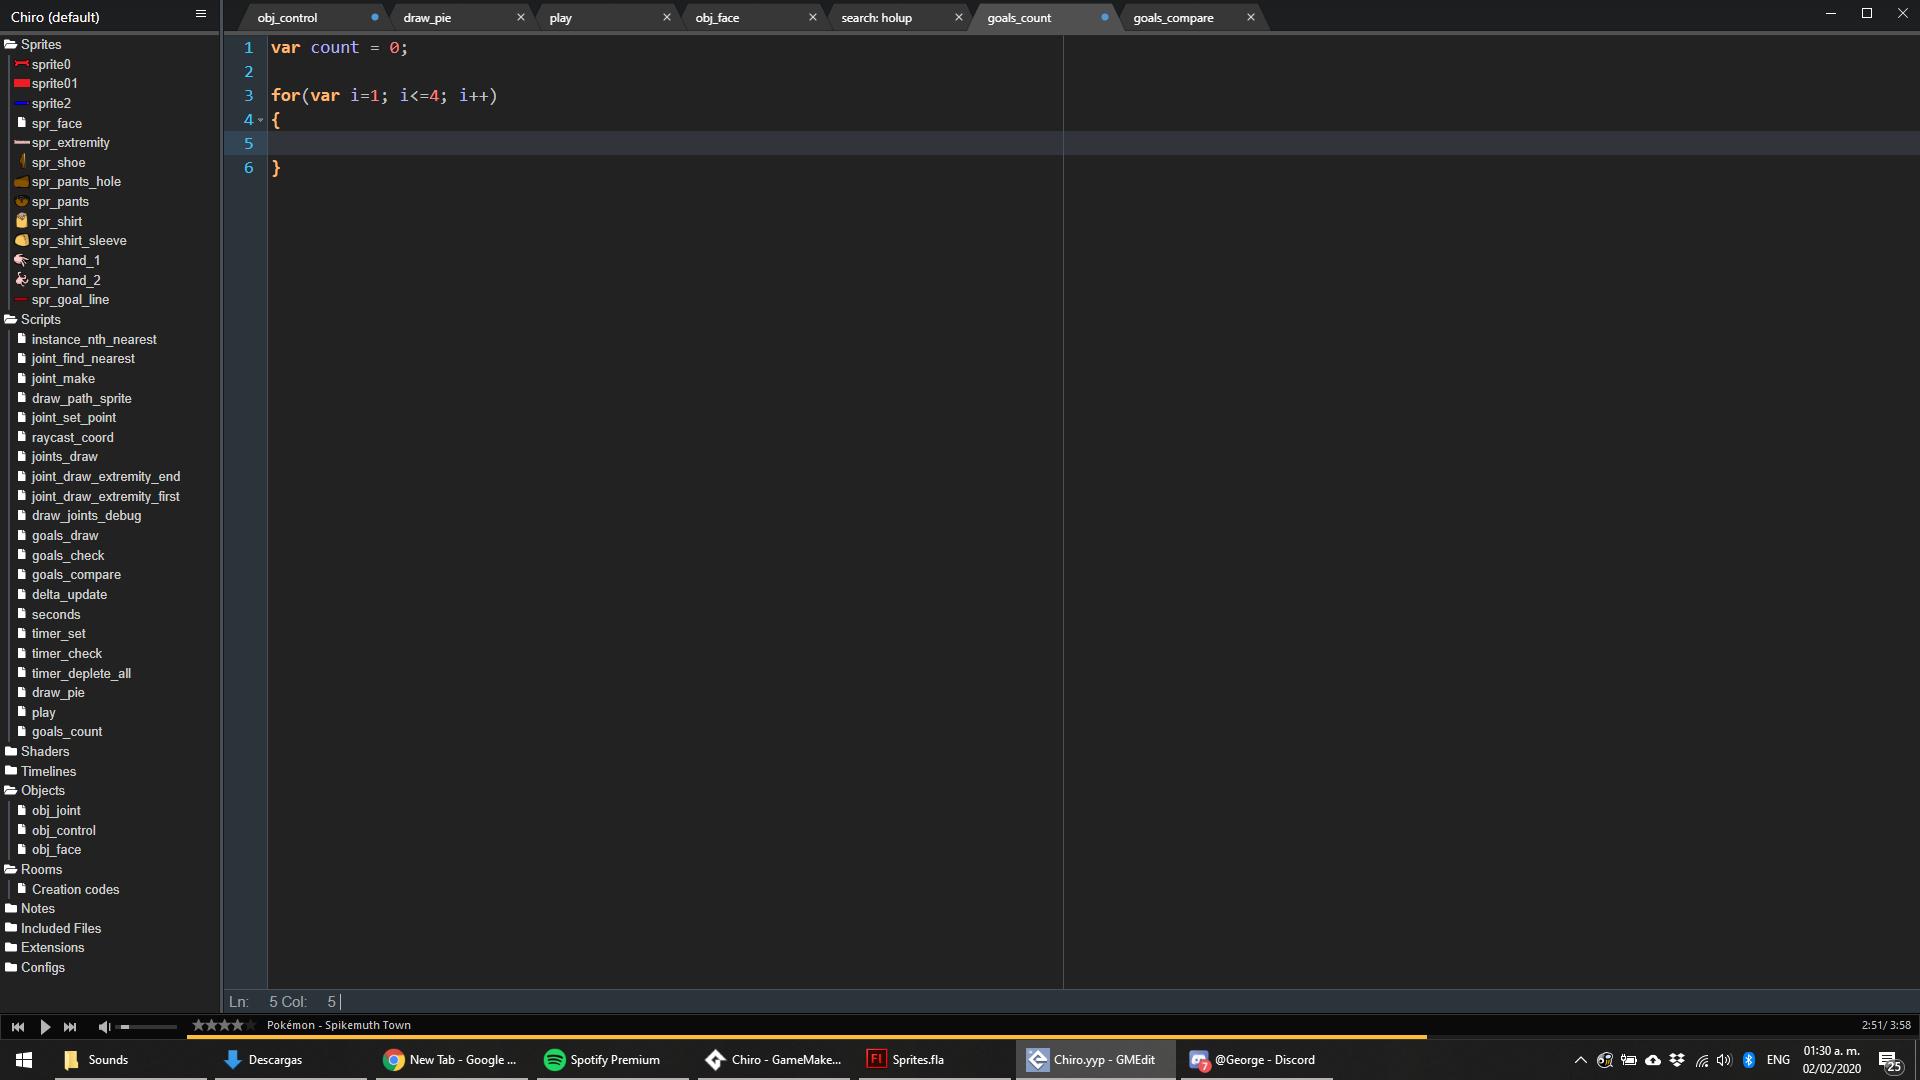 Chiro (default)
obj_control
draw_pie
play
obj_face
search: holup
goals_count
goals_compare
Sprites
sprite0
sprite01
sprite2
spr_face
spr_extremity
spr_shoe
spr_pants_hole
spr_pants
spr_shirt
spr_shirt_sleeve
spr_hand_1
spr_hand_2
spr_goal_line
Scripts
instance_nth_nearest
joint_find_nearest
joint_make
draw_path_sprite
joint_set_point
raycast_coord
joints_draw
joint_draw_extremity_end
joint_draw_extremity_first
draw_joints_debug
goals_draw
goals_check
goals_compare
delta_update
seconds
timer_set
timer_check
timer_deplete_all
draw_pie
play
goals_count
Shaders
Timelines
Objects
obj_joint
obj_control
obj_face
Rooms
Creation codes
Notes
Included Files
Extensions
Configs
1 var count = 0;
2
3 for(var i=1; i<=4; i++)
4 {
5
6 }
Ln: 5 Col: 5
Pokémon - Spikemuth Town
2:51/ 3:58
Sounds
Descargas
New Tab - Google ...
Spotify Premium
Chiro - GameMake...
Fl Sprites.fla
Chiro.yyp - GMEdit
7 @George - Discord
ENG
01:30 a. m.
02/02/2020
25